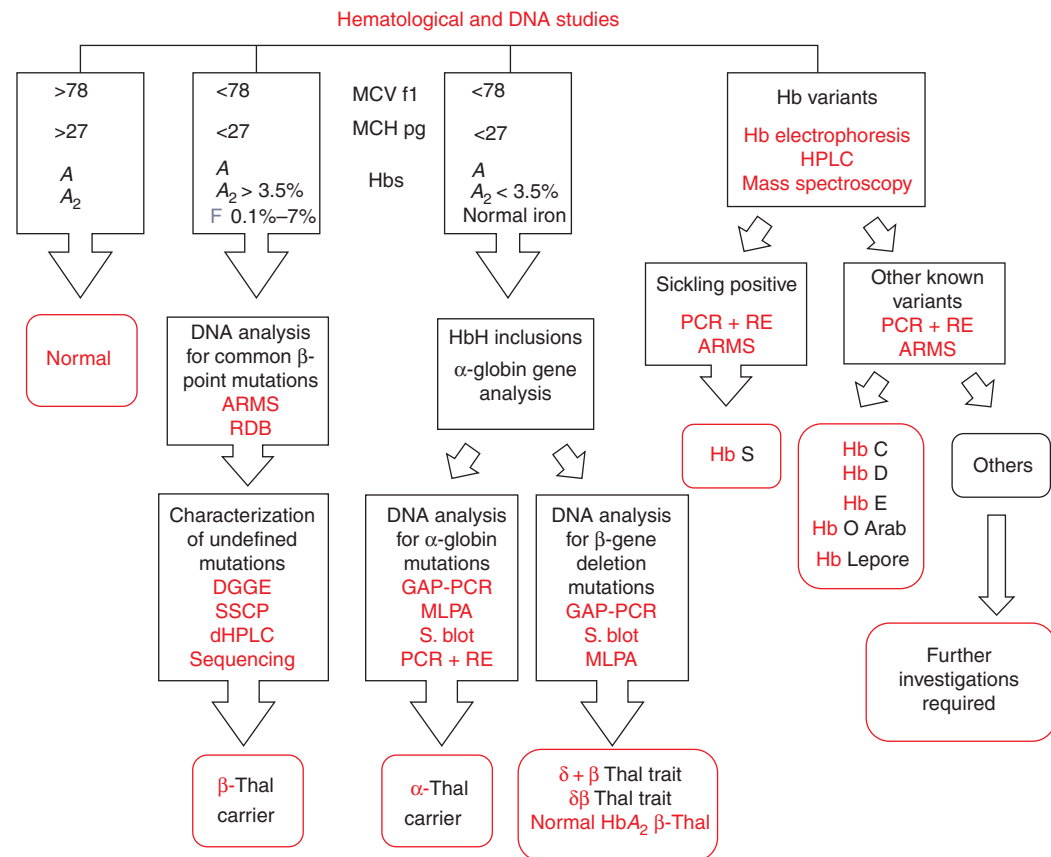 Hematological and DNA studies
>78
>27
A
A₂
<78
<27
A
A₂ > 3.5%
F 0.1%–7%
MCV f1
MCH pg
Hbs
<78
<27
A
A₂ < 3.5%
Normal iron
Hb variants
Hb electrophoresis
HPLC
Mass spectroscopy
Normal
DNA analysis
for common β-
point mutations
ARMS
RDB
HbH inclusions
α-globin gene
analysis
Sickling positive
PCR + RE
ARMS
Other known
variants
PCR + RE
ARMS
Characterization
of undefined
mutations
DGGE
SSCP
dHPLC
Sequencing
DNA analysis
for α-globin
mutations
GAP-PCR
MLPA
S. blot
PCR + RE
DNA analysis
for β-gene
deletion
mutations
GAP-PCR
S. blot
MLPA
Hb S
Hb C
Hb D
Hb E
Hb O Arab
Hb Lepore
Others
Further
investigations
required
β-Thal
carrier
α-Thal
carrier
δ + β Thal trait
δβ Thal trait
Normal HbA₂ β-Thal